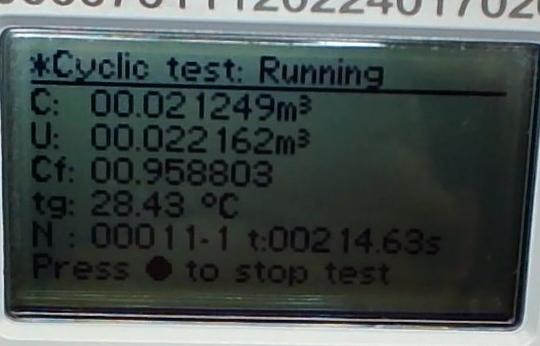 *Cyclic test: Running
C: 00.021249m³
U: 00.022162m³
Cf: 00.958803
tg: 28.43 °C
N : 00011-1 t:00214.63s
Press ● to stop test